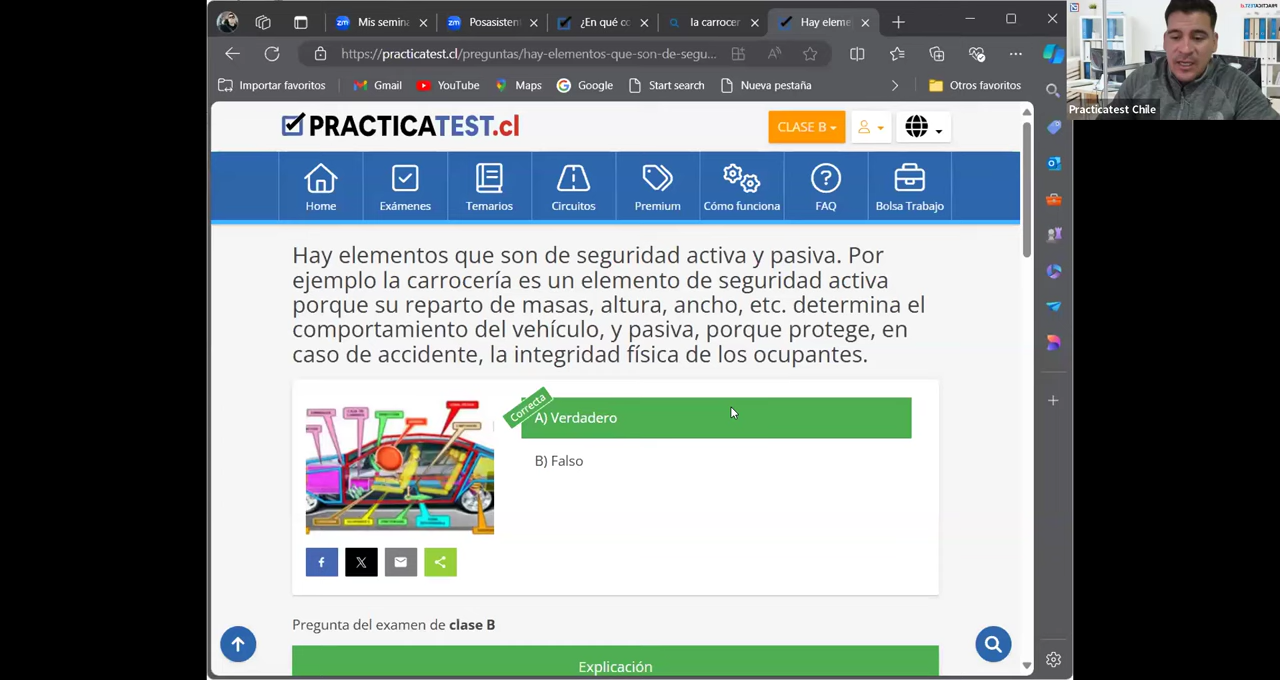 Mis semina
Posasistent
¿En qué co
la carrocer
Hay eleme
https://practicatest.cl/preguntas/hay-elementos-que-son-de-segu...
Importar favoritos
Gmail
YouTube
Maps
Google
Start search
Nueva pestaña
Otros favoritos
Practicatest Chile
PRACTICATEST.cl
CLASE B
Home
Exámenes
Temarios
Circuitos
Premium
Cómo funciona
FAQ
Bolsa Trabajo
Hay elementos que son de seguridad activa y pasiva. Por
ejemplo la carrocería es un elemento de seguridad activa
porque su reparto de masas, altura, ancho, etc. determina el
comportamiento del vehículo, y pasiva, porque protege, en
caso de accidente, la integridad física de los ocupantes.
Correcta
A) Verdadero
B) Falso
Pregunta del examen de clase B
Explicación